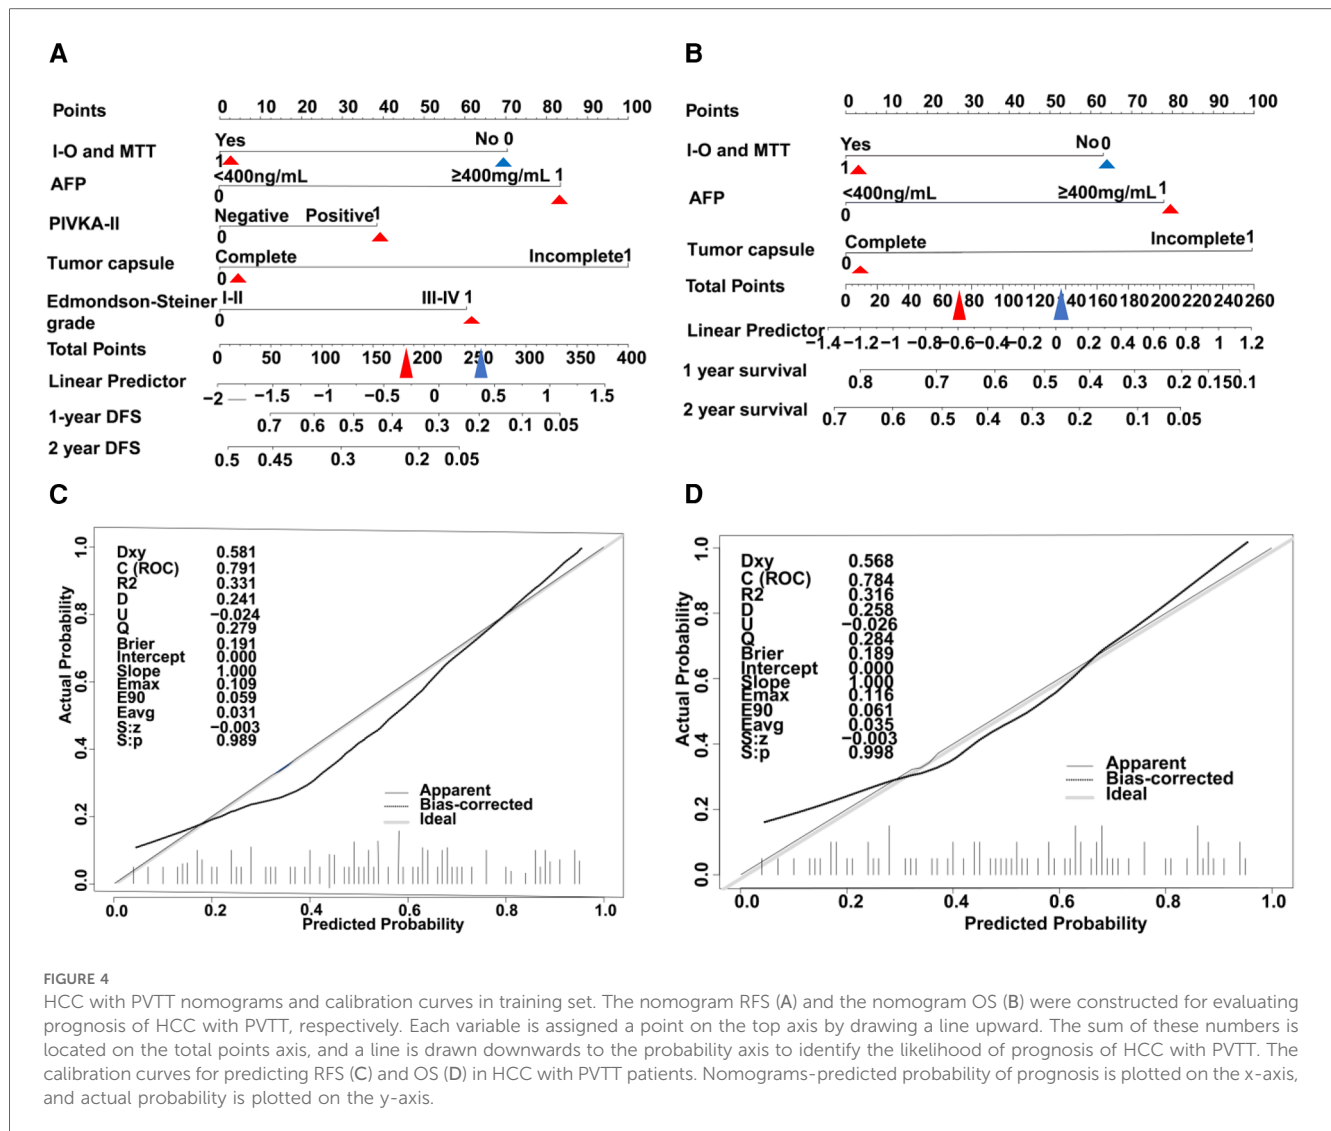 A
Points
0 10 20 30 40 50 60 70 80 90 100
I-O and MTT
Yes
No 0
1
AFP
<400ng/mL
≥400mg/mL 1
0
PIVKA-II
Negative
Positive 1
0
Tumor capsule
Complete
Incomplete 1
0
Edmondson-Steiner grade
I-II
III-IV 1
0
Total Points
0 50 100 150 200 250 300 350 400
Linear Predictor
−2 −1.5 −1 −0.5 0 0.5 1 1.5
1-year DFS
0.7 0.6 0.5 0.4 0.3 0.2 0.1 0.05
2 year DFS
0.5 0.45 0.3 0.2 0.05
B
Points
0 10 20 30 40 50 60 70 80 90 100
I-O and MTT
Yes
No 0
1
AFP
<400ng/mL
≥400mg/mL 1
0
Tumor capsule
Complete
Incomplete 1
0
Total Points
0 20 40 60 80 100 120 140 160 180 200 220 240 260
Linear Predictor
−1.4 −1.2 −1 −0.8 −0.6 −0.4 −0.2 0 0.2 0.4 0.6 0.8 1 1.2
1 year survival
0.8 0.7 0.6 0.5 0.4 0.3 0.2 0.15 0.1
2 year survival
0.7 0.6 0.5 0.4 0.3 0.2 0.1 0.05
C
Actual Probability
1.0
0.8
0.6
0.4
0.2
0.0
Dxy 0.581
C (ROC) 0.791
R2 0.331
D 0.241
U −0.024
Q 0.279
Brier 0.191
Intercept 0.000
Slope 1.000
Emax 0.109
E90 0.059
Eavg 0.031
S:z −0.003
S:p 0.989
Apparent
Bias-corrected
Ideal
0.0 0.2 0.4 0.6 0.8 1.0
Predicted Probability
D
Actual Probability
1.0
0.8
0.6
0.4
0.2
0.0
Dxy 0.568
C (ROC) 0.784
R2 0.316
D 0.258
U −0.026
Q 0.284
Brier 0.189
Intercept 0.000
Slope 1.000
Emax 0.116
E90 0.061
Eavg 0.035
S:z −0.003
S:p 0.998
Apparent
Bias-corrected
Ideal
0.0 0.2 0.4 0.6 0.8 1.0
Predicted Probability
FIGURE 4
HCC with PVTT nomograms and calibration curves in training set. The nomogram RFS (A) and the nomogram OS (B) were constructed for evaluating
prognosis of HCC with PVTT, respectively. Each variable is assigned a point on the top axis by drawing a line upward. The sum of these numbers is
located on the total points axis, and a line is drawn downwards to the probability axis to identify the likelihood of prognosis of HCC with PVTT. The
calibration curves for predicting RFS (C) and OS (D) in HCC with PVTT patients. Nomograms-predicted probability of prognosis is plotted on the x-axis,
and actual probability is plotted on the y-axis.